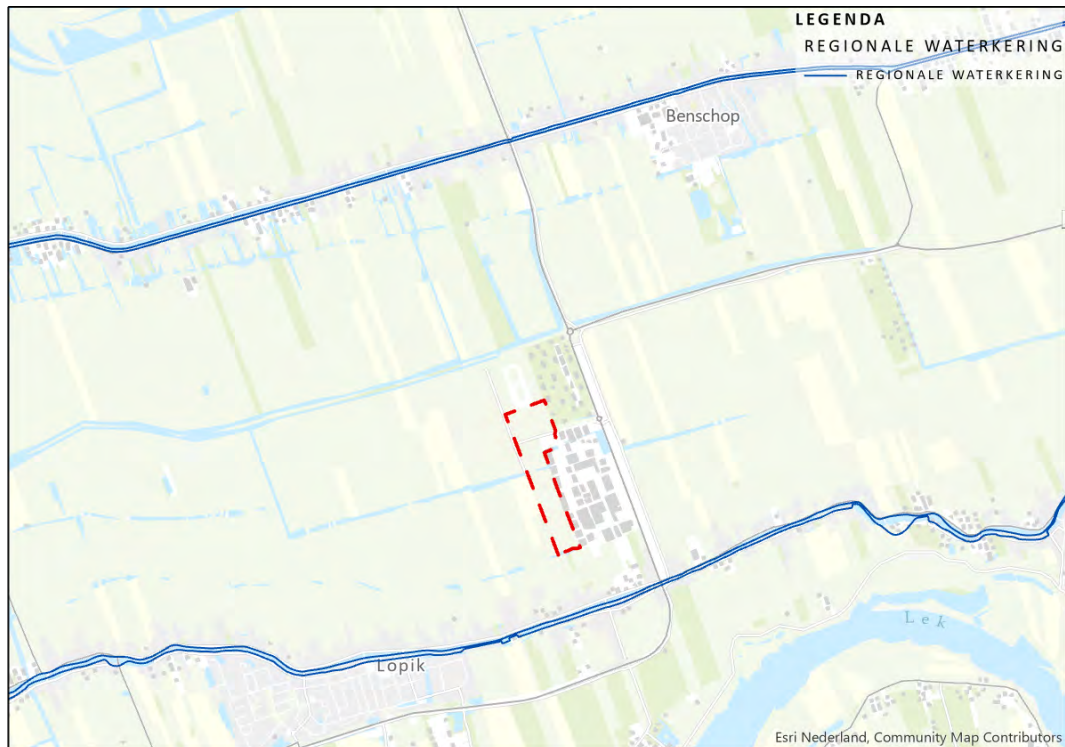 LEGENDA
REGIONALE WATERKERING
REGIONALE WATERKERING
Benschop
Lek
Lopik
Esri Nederland, Community Map Contributors